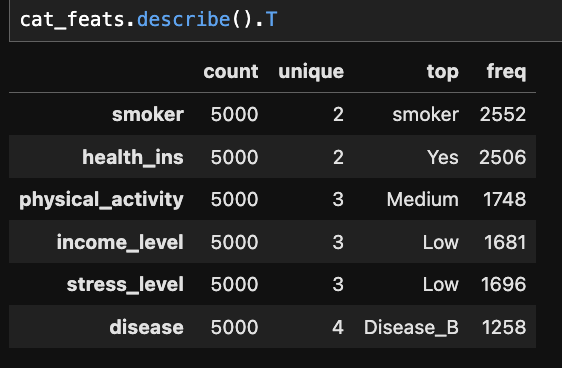 cat_feats.describe().T
count unique top freq
smoker 5000 2 smoker 2552
health_ins 5000 2 Yes 2506
physical_activity 5000 3 Medium 1748
income_level 5000 3 Low 1681
stress_level 5000 3 Low 1696
disease 5000 4 Disease_B 1258